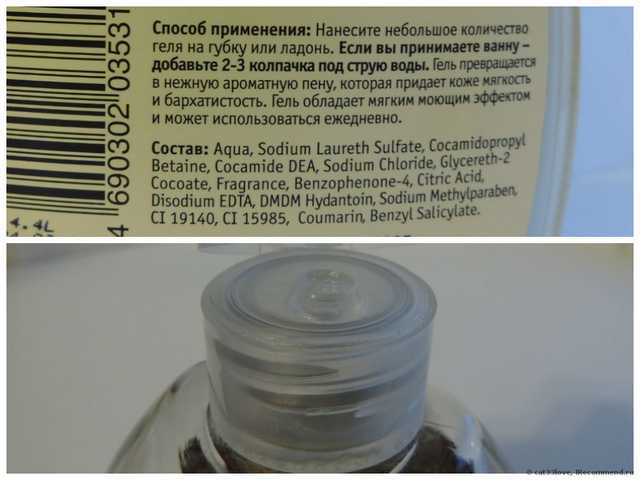 Способ применения: Нанесите небольшое количество
геля на губку или ладонь. Если вы принимаете ванну –
добавьте 2-3 колпачка под струю воды. Гель превращается
в нежную ароматную пену, которая придает коже мягкость
и бархатистость. Гель обладает мягким моющим эффектом
и может использоваться ежедневно.
Состав: Aqua, Sodium Laureth Sulfate, Cocamidopropyl
Betaine, Cocamide DEA, Sodium Chloride, Glycereth-2
Cocoate, Fragrance, Benzophenone-4, Citric Acid,
Disodium EDTA, DMDM Hydantoin, Sodium Methylparaben,
CI 19140, CI 15985, Coumarin, Benzyl Salicylate.
4 690302 03531
© cat33love, IRecommend.ru